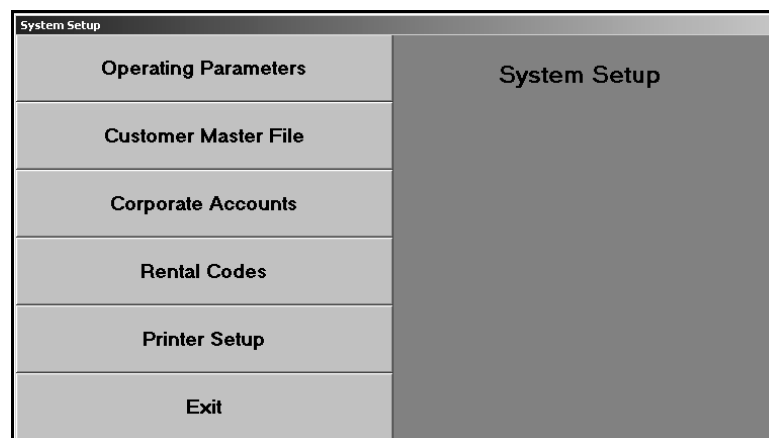 System Setup
Operating Parameters
System Setup
Customer Master File
Corporate Accounts
Rental Codes
Printer Setup
Exit